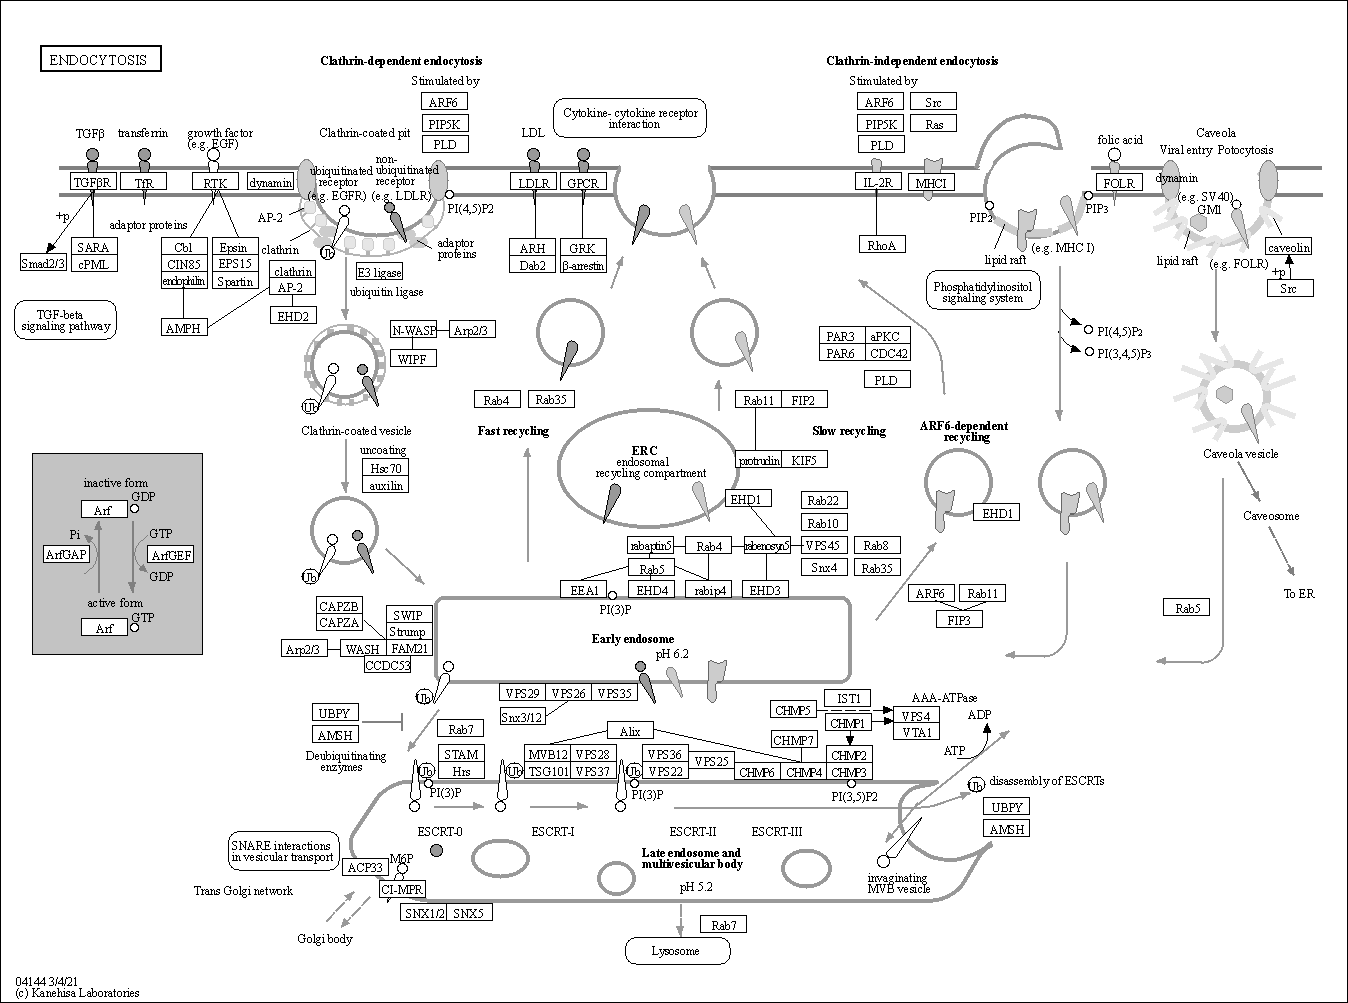 ENDOCYTOSIS
Clathrin-dependent endocytosis
Stimulated by
ARF6
PIP5K
PLD
Clathrin-independent endocytosis
Stimulated by
ARF6
Src
PIP5K
Ras
PLD
Cytokine- cytokine receptor
interaction
TGFβ
transferrin
growth factor
(e.g. EGF)
Clathrin-coated pit
LDL
folic acid
Caveola
Viral entry
Potocytosis
TGFβR
TfR
RTK
dynamin
ubiquitinated
receptor
(e.g. EGFR)
non-
ubiquitinated
receptor
(e.g. LDLR)
LDLR
GPCR
IL-2R
MHCI
FOLR
dynamin
(e.g. SV40)
GM1
PI(4,5)P2
PIP2
PIP3
+p
adaptor proteins
AP-2
clathrin
adaptor
proteins
Ub
Smad2/3
SARA
cPML
Cbl
CIN85
endophilin
Epsin
EPS15
Spartin
clathrin
AP-2
EHD2
AMPH
E3 ligase
ubiquitin ligase
ARH
Dab2
GRK
β-arrestin
RhoA
lipid raft
(e.g. MHC I)
lipid raft
(e.g. FOLR)
caveolin
+p
Src
TGF-beta
signaling pathway
Phosphatidylinositol
signaling system
PI(4,5)P2
PI(3,4,5)P3
N-WASP
Arp2/3
WIPF
PAR3
aPKC
PAR6
CDC42
PLD
Ub
Clathrin-coated vesicle
uncoating
Hsc70
auxilin
Rab4
Rab35
Fast recycling
Rab11
FIP2
Slow recycling
protrudin
KIF5
ERC
endosomal
recycling compartment
ARF6-dependent
recycling
Caveola vesicle
Caveosome
To ER
inactive form
Arf
GDP
Pi
GTP
ArfGAP
ArfGEF
GDP
active form
Arf
GTP
Ub
EHD1
Rab22
Rab10
EHD1
rabaptin5
Rab4
rabenosyn5
VPS45
Rab8
Rab5
Snx4
Rab35
EEA1
EHD4
rabip4
EHD3
PI(3)P
ARF6
Rab11
FIP3
Rab5
CAPZB
CAPZA
SWIP
Strump
Arp2/3
WASH
FAM21
CCDC53
Early endosome
pH 6.2
Ub
VPS29
VPS26
VPS35
Snx3/12
UBPY
AMSH
Deubiquitinating
enzymes
Rab7
STAM
Hrs
Ub
PI(3)P
Alix
MVB12
VPS28
TSG101
VPS37
Ub
VPS36
VPS22
VPS25
Ub
PI(3)P
IST1
CHMP5
CHMP1
CHMP7
CHMP2
CHMP6
CHMP4
CHMP3
PI(3,5)P2
AAA-ATPase
VPS4
VTA1
ADP
ATP
Ub
disassembly of ESCRTs
UBPY
AMSH
ESCRT-0
ESCRT-I
ESCRT-II
ESCRT-III
SNARE interactions
in vesicular transport
ACP33
M6P
CI-MPR
SNX1/2
SNX5
Trans Golgi network
Golgi body
Late endosome and
multivesicular body
pH 5.2
invaginating
MVB vesicle
Rab7
Lysosome
04144 3/4/21
(c) Kanehisa Laboratories